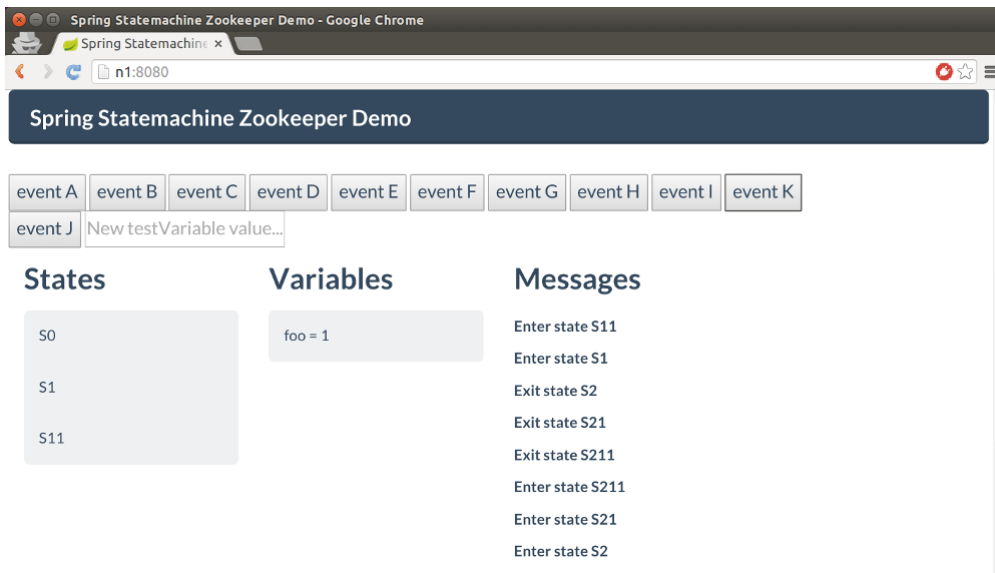 Spring Statemachine Zookeeper Demo - Google Chrome
Spring Statemachine ×
n1:8080
Spring Statemachine Zookeeper Demo
event A event B event C event D event E event F event G event H event I event K
event J New testVariable value...
States Variables Messages
S0 foo = 1 Enter state S11
Enter state S1
S1 Exit state S2
Exit state S21
S11 Exit state S211
Enter state S211
Enter state S21
Enter state S2